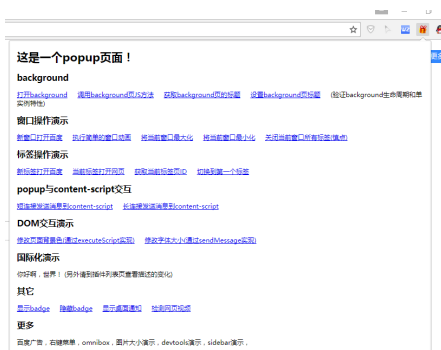 这是一个popup页面！
background
打开background 调用background页JS方法 获取background页的标题 设置background页标题 (验证background生命周期和单
实例特性)
窗口操作演示
新窗口打开百度 执行简单的窗口动画 将当前窗口最大化 将当前窗口最小化 关闭当前窗口所有标签(慎点)
标签操作演示
新标签打开百度 当前标签打开网页 获取当前标签页ID 切换到第一个标签
popup与content-script交互
短连接发送消息到content-script 长连接发送消息到content-script
DOM交互演示
修改页面背景色(通过executeScript实现) 修改字体大小(通过sendMessage实现)
国际化演示
你好啊，世界！ (另外请到插件列表页查看描述的变化)
其它
显示badge 隐藏badge 显示桌面通知 检测网页视频
更多
百度广告，右键菜单，omnibox，图片大小演示，devtools演示，sidebar演示，